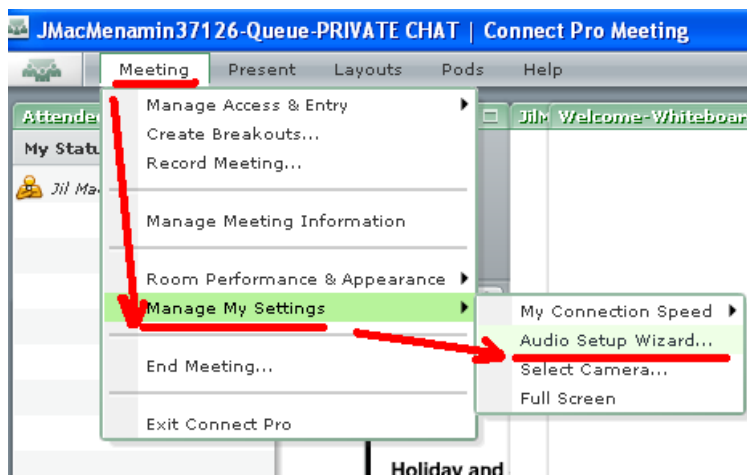 JMacMenamin37126-Queue-PRIVATE CHAT | Connect Pro Meeting
Meeting Present Layouts Pods Help
Manage Access & Entry
Create Breakouts...
Record Meeting...
Manage Meeting Information
Room Performance & Appearance
Manage My Settings
End Meeting...
Exit Connect Pro
My Connection Speed
Audio Setup Wizard...
Select Camera...
Full Screen
My
Jil
Welcome-Whiteboar
Holiday and